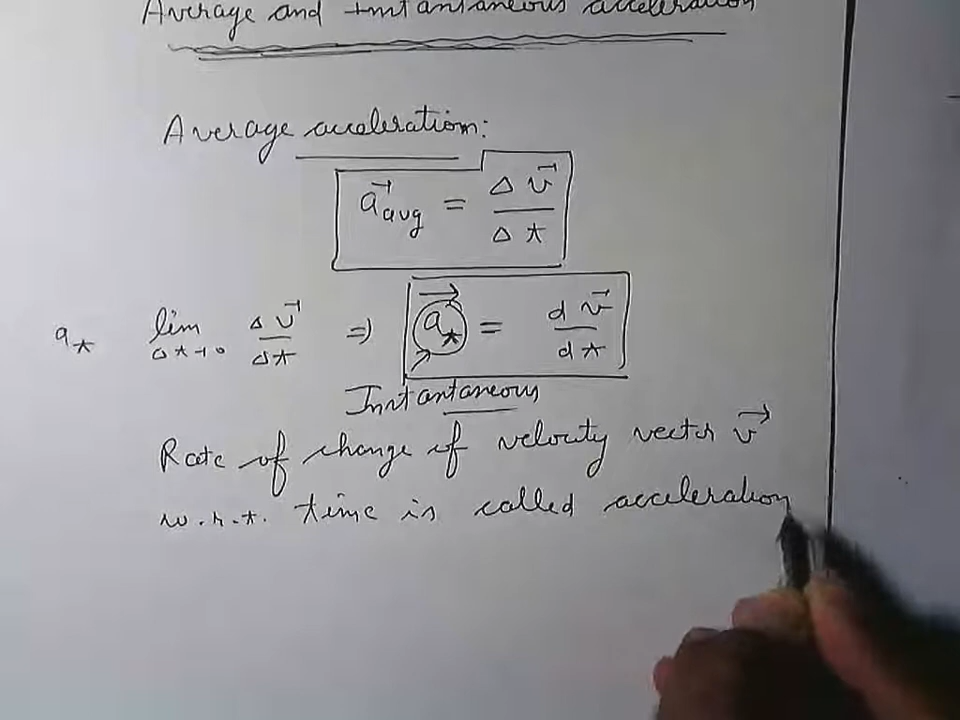 Average and Instantaneous acceleration
Average acceleration:
a⃗avg = Δv⃗/Δt
at lim Δt→0 Δv⃗/Δt ⇒ a⃗t = dv⃗/dt
Instantaneous
Rate of change of velocity vector v⃗
w.r.t. time is called acceleration